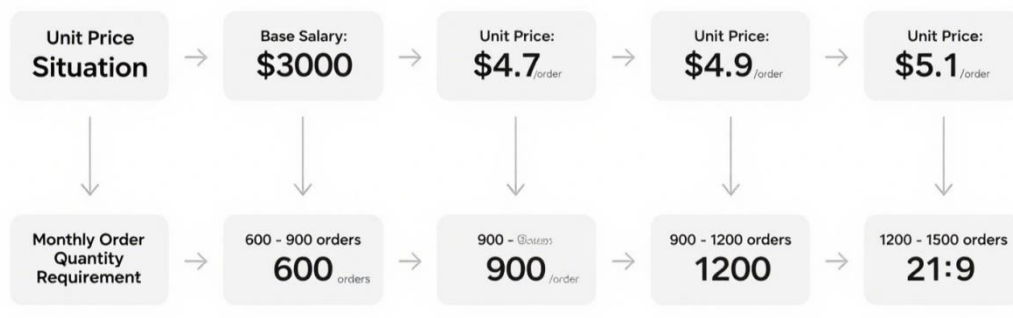 Unit Price
Situation
Base Salary:
$3000
Unit Price:
$4.7/order
Unit Price:
$4.9/order
Unit Price:
$5.1/order
Monthly Order
Quantity
Requirement
600 - 900 orders
600 orders
900 -
900 /order
900 - 1200 orders
1200
1200 - 1500 orders
21:9